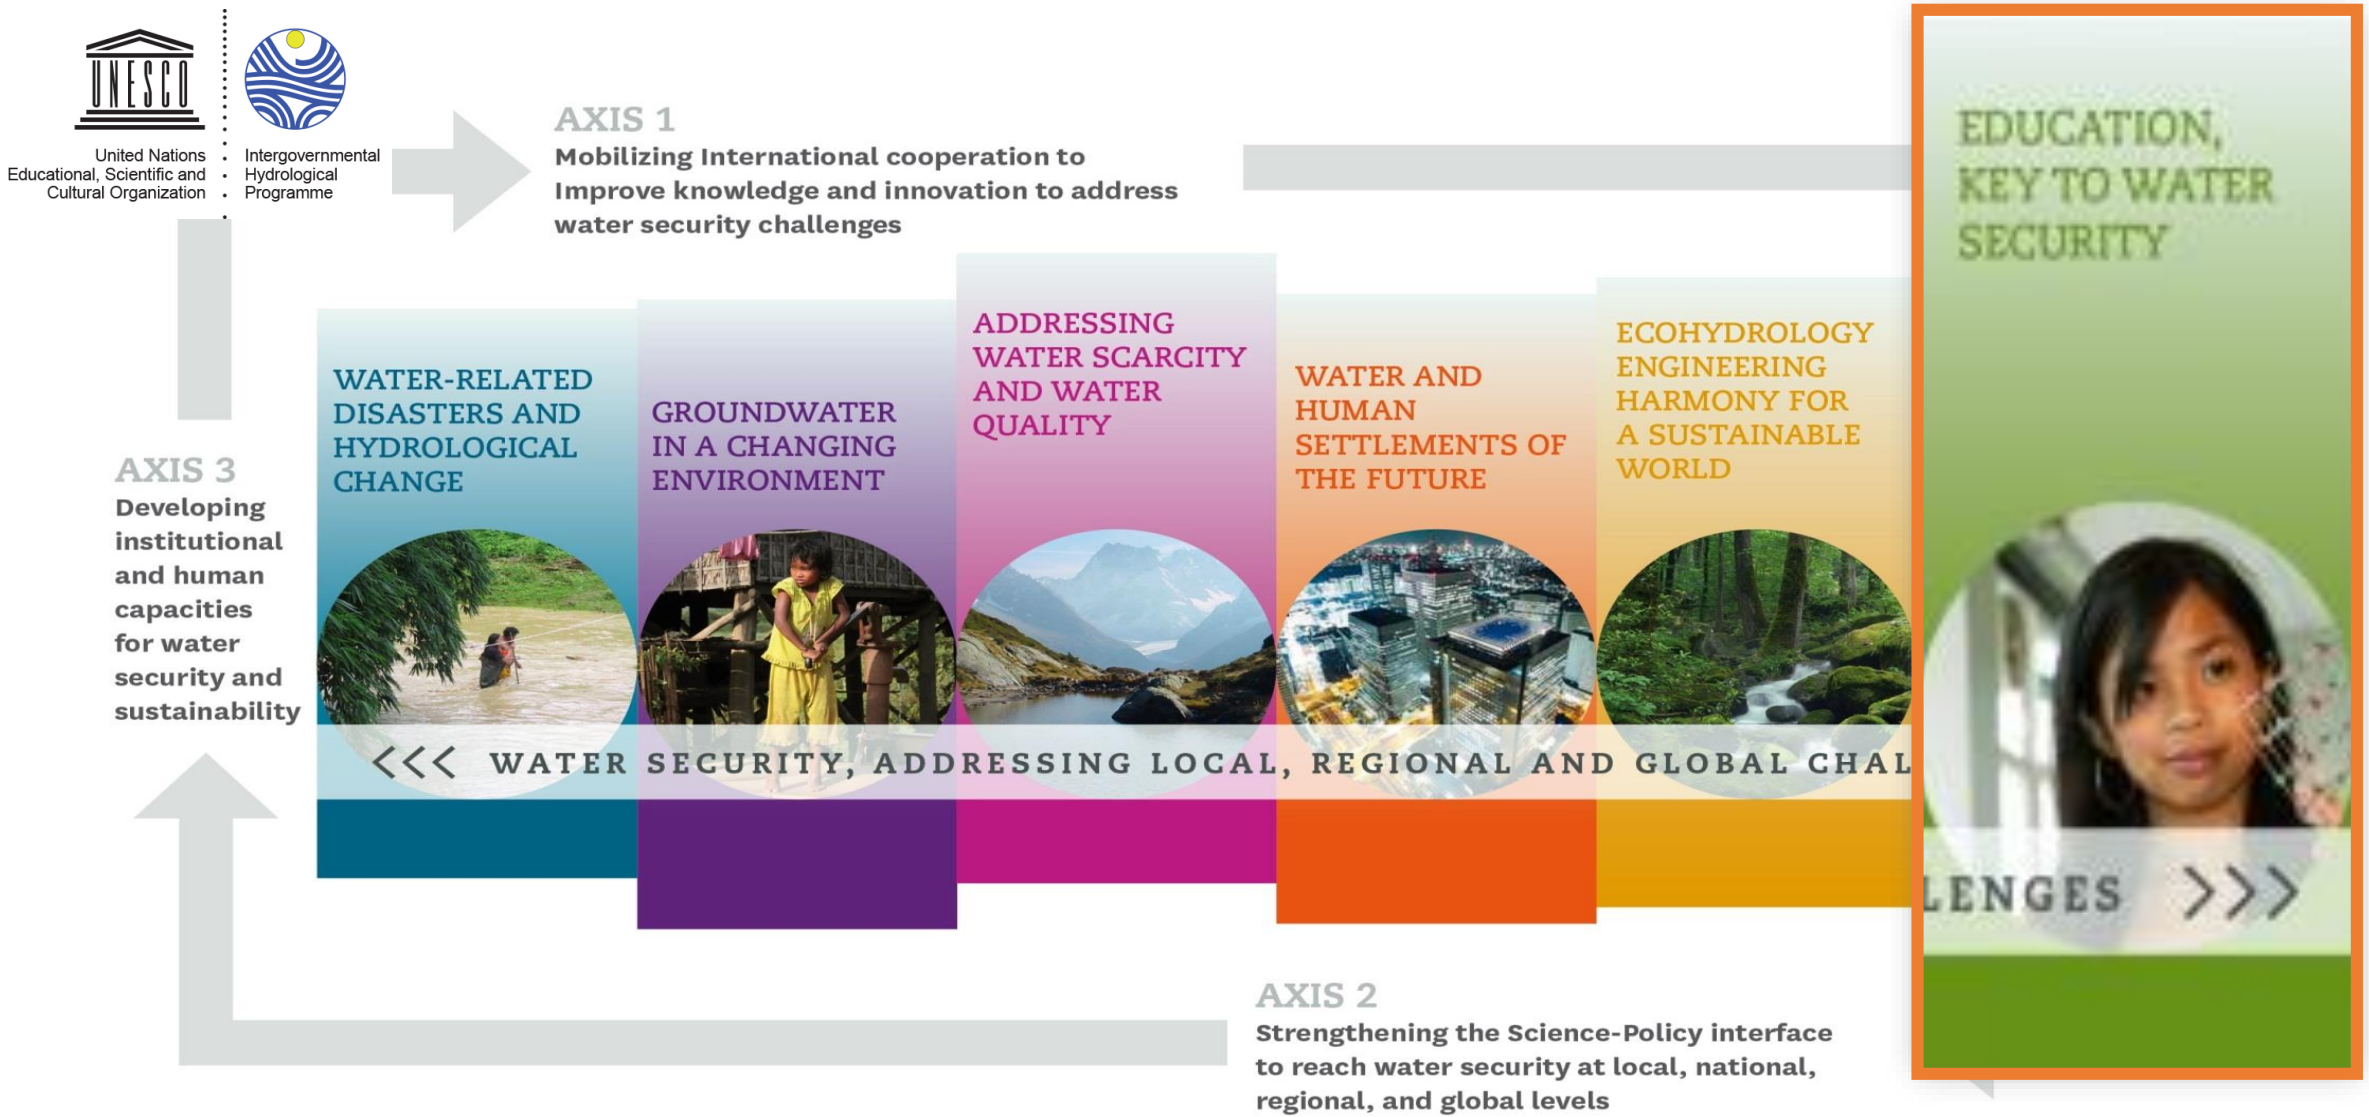 UNESCO
United Nations
Educational, Scientific and
Cultural Organization
Intergovernmental
Hydrological
Programme
AXIS 1
Mobilizing International cooperation to
Improve knowledge and innovation to address
water security challenges
EDUCATION,
KEY TO WATER
SECURITY
WATER-RELATED
DISASTERS AND
HYDROLOGICAL
CHANGE
GROUNDWATER
IN A CHANGING
ENVIRONMENT
ADDRESSING
WATER SCARCITY
AND WATER
QUALITY
WATER AND
HUMAN
SETTLEMENTS OF
THE FUTURE
ECOHYDROLOGY
ENGINEERING
HARMONY FOR
A SUSTAINABLE
WORLD
AXIS 3
Developing
institutional
and human
capacities
for water
security and
sustainability
<<< WATER SECURITY, ADDRESSING LOCAL, REGIONAL AND GLOBAL CHAL
LENGES >>>
AXIS 2
Strengthening the Science-Policy interface
to reach water security at local, national,
regional, and global levels